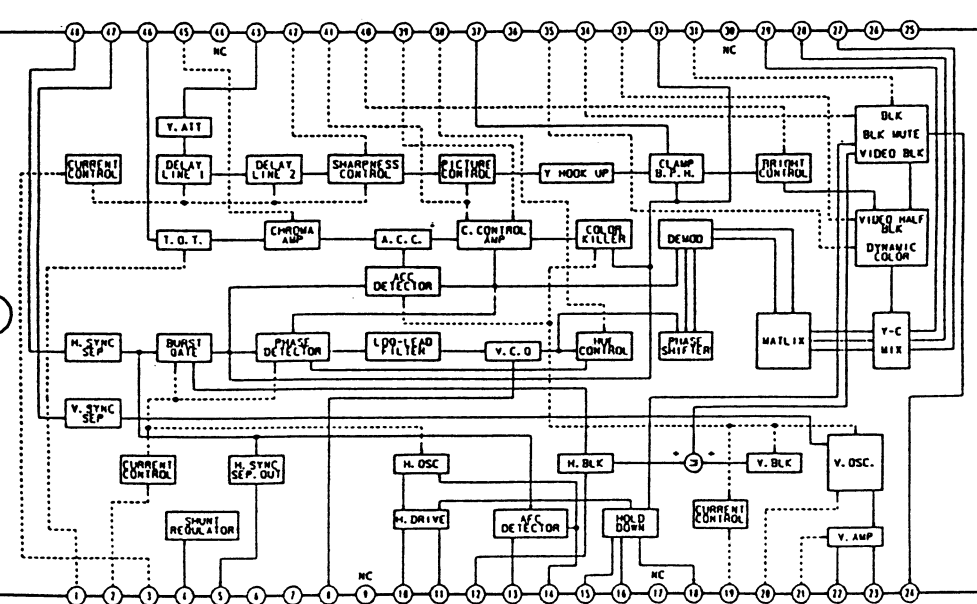 48 47 46 45 44 43 42 41 40 39 38 37 36 35 34 33 32 31 30 29 28 27 26 25
NC NC
Y.ATT
BLK
BLK MUTE
VIDEO BLK
CURRENT
CONTROL
DELAY
LINE 1
DELAY
LINE 2
SHARPNESS
CONTROL
PICTURE
CONTROL
Y HOOK UP
CLAMP
B.P.H.
BRIGHT
CONTROL
T.O.T.
CHROMA
AMP
A.C.C.
C.CONTROL
AMP
COLOR
KILLER
DEMOD
VIDEO HALF
BLK
DYNAMIC
COLOR
ACC
DETECTOR
H.SYNC
SEP
BURST
GATE
PHASE
DETECTOR
LDO-LEAD
FILTER
V.C.O
HUE
CONTROL
PHASE
SHIFTER
MATLIX
Y-C
MIX
V.SYNC
SEP
CURRENT
CONTROL
H.SYNC
SEP.OUT
H.OSC
H.BLK
+ +
V.BLK
V.OSC.
SHUNT
REGULATOR
H.DRIVE
AFC
DETECTOR
HOLD
DOWN
CURRENT
CONTROL
V.AMP
NC NC
1 2 3 4 5 6 7 8 9 10 11 12 13 14 15 16 17 18 19 20 21 22 23 24